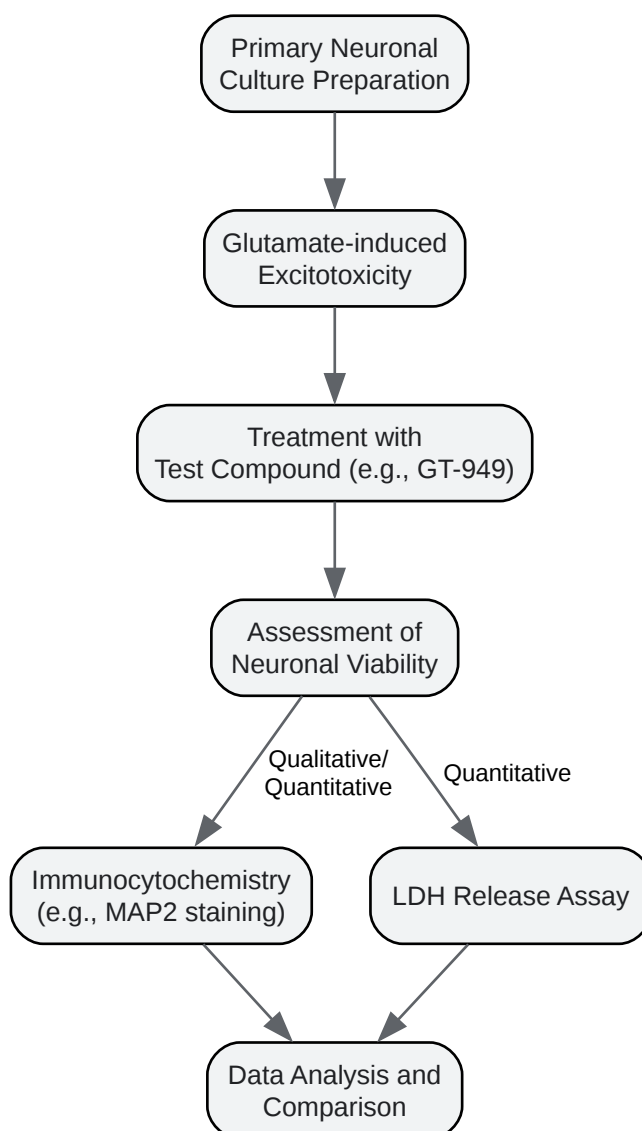 Primary Neuronal
Culture Preparation
Glutamate-induced
Excitotoxicity
Treatment with
Test Compound (e.g., GT-949)
Assessment of
Neuronal Viability
Qualitative/
Quantitative
Quantitative
Immunocytochemistry
(e.g., MAP2 staining)
LDH Release Assay
Data Analysis and
Comparison